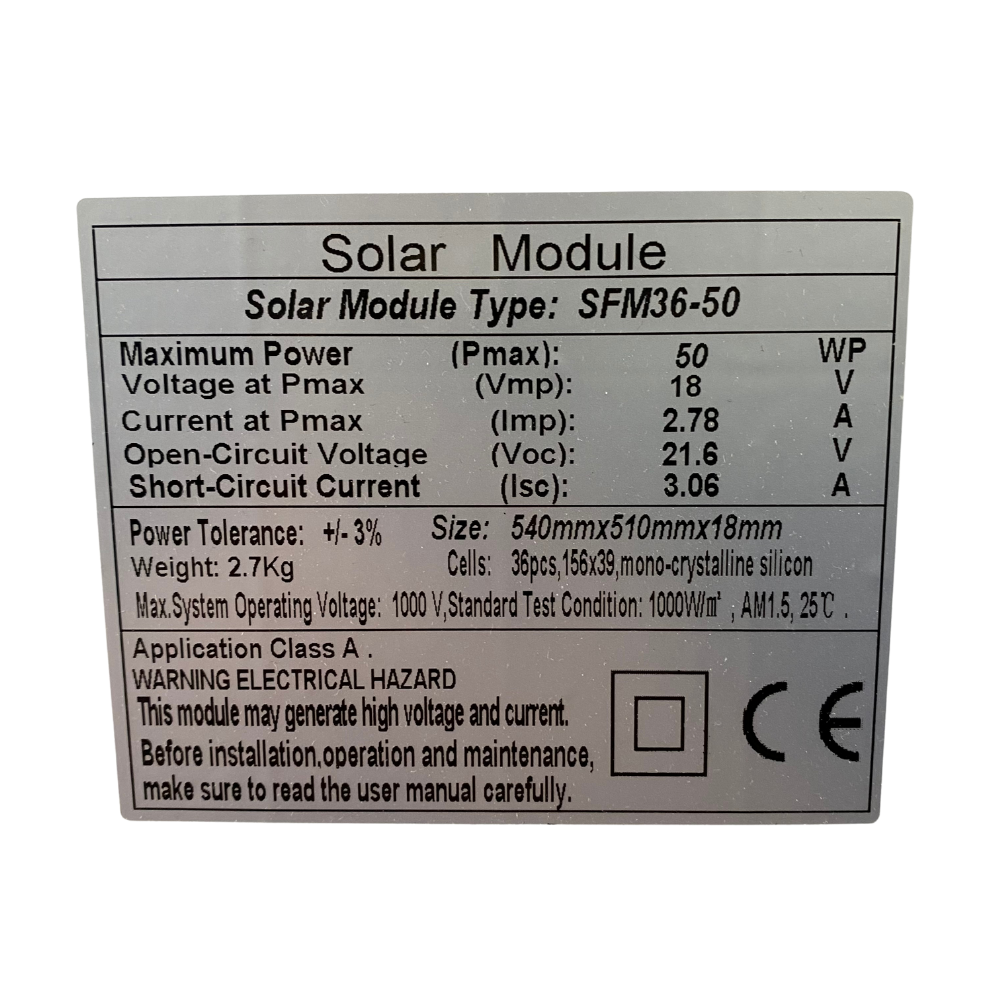 Solar Module
Solar Module Type: SFM36-50
Maximum Power (Pmax): 50 WP
Voltage at Pmax (Vmp): 18 V
Current at Pmax (Imp): 2.78 A
Open-Circuit Voltage (Voc): 21.6 V
Short-Circuit Current (Isc): 3.06 A
Power Tolerance: +/- 3% Size: 540mmx510mmx18mm
Weight: 2.7Kg Cells: 36pcs,156x39,mono-crystalline silicon
Max.System Operating Voltage: 1000 V,Standard Test Condition: 1000W/m² , AM1.5, 25℃ .
Application Class A .
WARNING ELECTRICAL HAZARD
This module may generate high voltage and current.
Before installation,operation and maintenance,
make sure to read the user manual carefully.
CE